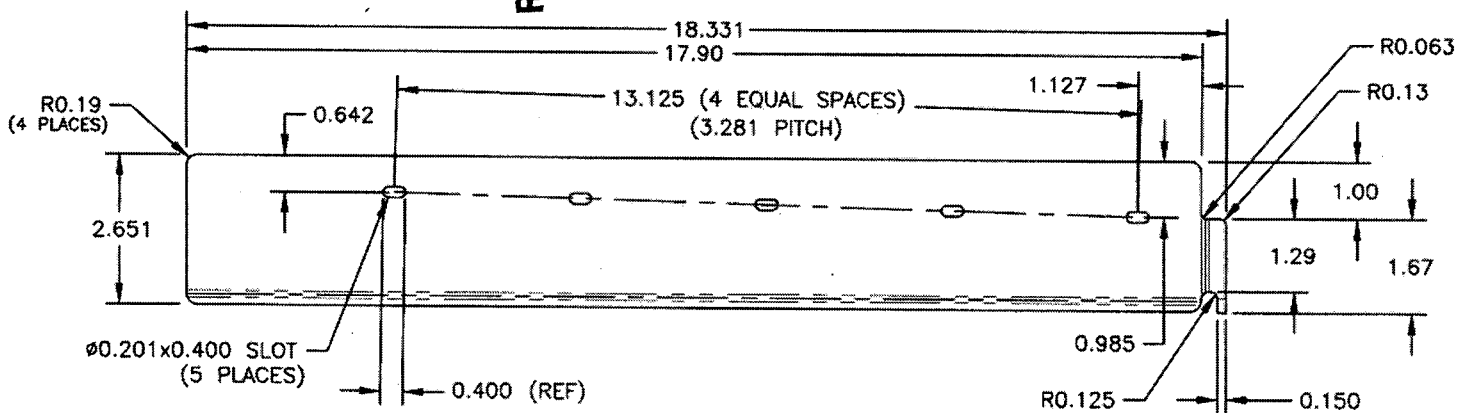 18.331
17.90
R0.063
R0.19
(4 PLACES)
0.642
13.125 (4 EQUAL SPACES)
(3.281 PITCH)
1.127
R0.13
2.651
1.00
1.29
1.67
Ø0.201x0.400 SLOT
(5 PLACES)
0.400 (REF)
0.985
R0.125
0.150